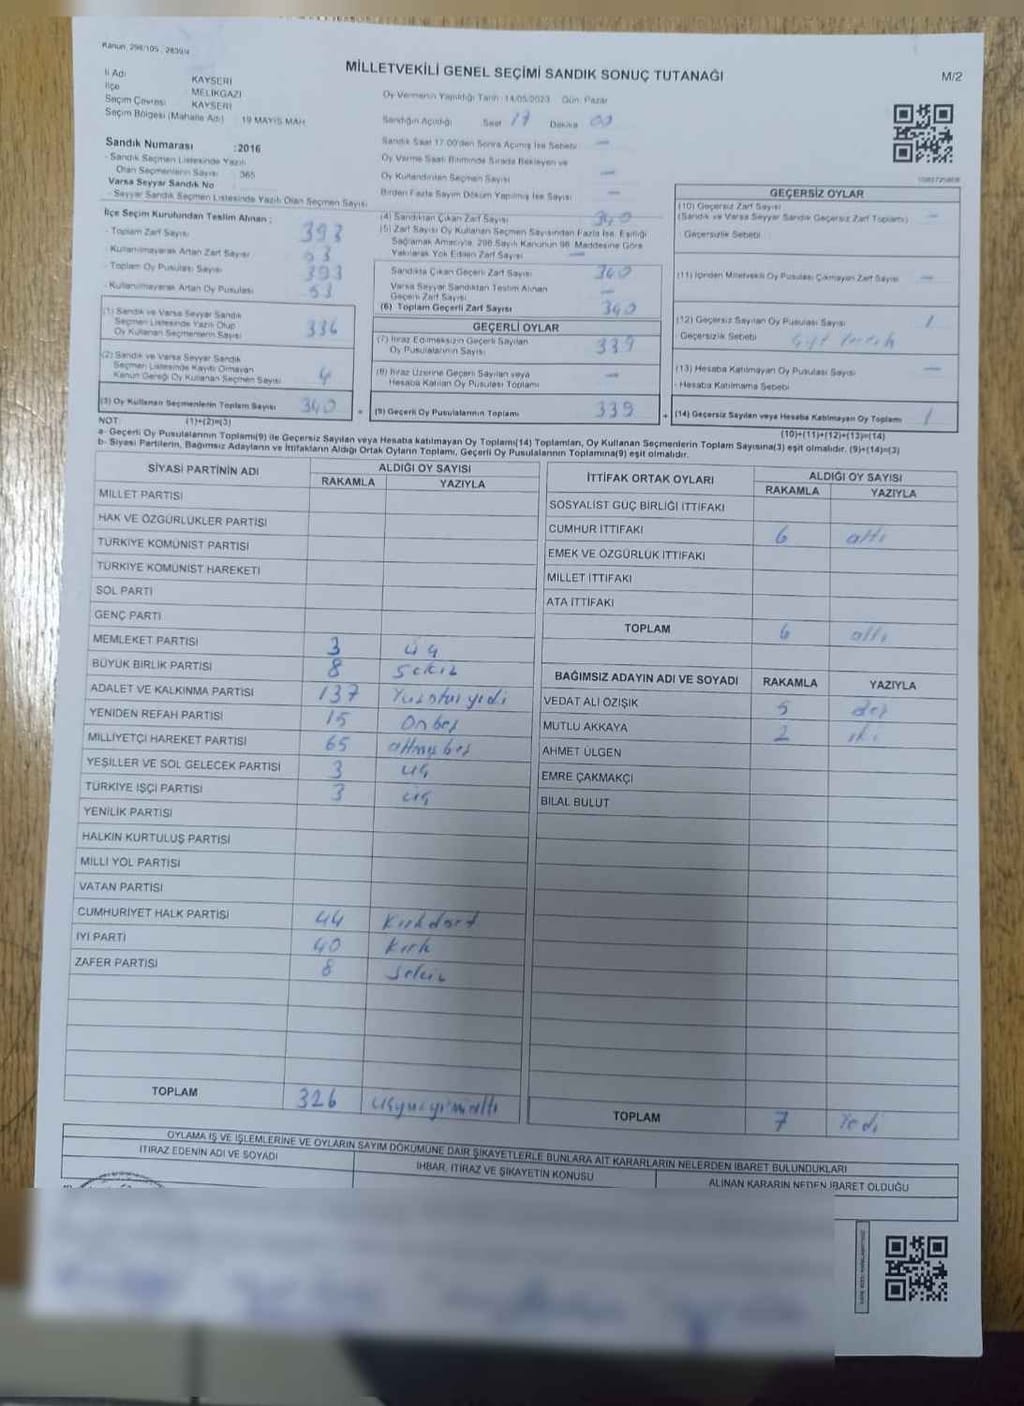 Kanun, 298/105, 2839/4
MİLLETVEKİLİ GENEL SEÇİMİ SANDIK SONUÇ TUTANAĞI
M/2
İl Adı KAYSERİ
İlçe MELİKGAZİ
Seçim Çevresi KAYSERİ
Seçim Bölgesi (Mahalle Adı) 19 MAYIS MAH.
Oy Vermenin Yapıldığı Tarih: 14/05/2023 Gün: Pazar
Sandığın Açıldığı Saat 17 Dakika 00
Sandık Numarası :2016
- Sandık Seçmen Listesinde Yazılı
Olan Seçmenlerin Sayısı : 365
Varsa Seyyar Sandık No
- Seyyar Sandık Seçmen Listesinde Yazılı Olan Seçmen Sayısı
Sandık Saat 17:00'den Sonra Açılmış İse Sebebi —
Oy Verme Saati Bitiminde Sırada Bekleyen ve
Oy Kullandırılan Seçmen Sayısı —
Birden Fazla Sayım Döküm Yapılmış İse Sayısı —
İlçe Seçim Kurulundan Teslim Alınan :
- Toplam Zarf Sayısı 393
- Kullanılmayarak Artan Zarf Sayısı 53
- Toplam Oy Pusulası Sayısı 393
- Kullanılmayarak Artan Oy Pusulası 53
(1) Sandık ve Varsa Seyyar Sandık
Seçmen Listesinde Yazılı Olup
Oy Kullanan Seçmenlerin Sayısı 336
(2) Sandık ve Varsa Seyyar Sandık
Seçmen Listesinde Kayıtlı Olmayan
Kanun Gereği Oy Kullanan Seçmen Sayısı 4
(3) Oy Kullanan Seçmenlerin Toplam Sayısı 340
(1)+(2)=(3)
(4) Sandıktan Çıkan Zarf Sayısı 340
(5) Zarf Sayısı Oy Kullanan Seçmen Sayısından Fazla İse, Eşitliği
Sağlamak Amacıyla, 298 Sayılı Kanunun 98. Maddesine Göre
Yakılarak Yok Edilen Zarf Sayısı —
Sandıkta Çıkan Geçerli Zarf Sayısı 340
Varsa Seyyar Sandıktan Teslim Alınan
Geçerli Zarf Sayısı —
(6) Toplam Geçerli Zarf Sayısı 340
GEÇERLİ OYLAR
(7) İtiraz Edilmeksizin Geçerli Sayılan
Oy Pusulalarının Sayısı 339
(8) İtiraz Üzerine Geçerli Sayılan veya
Hesaba Katılan Oy Pusulası Toplamı —
(9) Geçerli Oy Pusulalarının Toplamı 339
GEÇERSİZ OYLAR
(10) Geçersiz Zarf Sayısı
(Sandık ve Varsa Seyyar Sandık Geçersiz Zarf Toplamı) —
- Geçersizlik Sebebi
(11) İçinden Milletvekili Oy Pusulası Çıkmayan Zarf Sayısı —
(12) Geçersiz Sayılan Oy Pusulası Sayısı 1
- Geçersizlik Sebebi
(13) Hesaba Katılmayan Oy Pusulası Sayısı —
- Hesaba Katılmama Sebebi
(14) Geçersiz Sayılan veya Hesaba Katılmayan Oy Toplamı 1
(10)+(11)+(12)+(13)=(14)
NOT:
a- Geçerli Oy Pusulalarının Toplamı(9) ile Geçersiz Sayılan veya Hesaba katılmayan Oy Toplamı(14) Toplamları, Oy Kullanan Seçmenlerin Toplam Sayısına(3) eşit olmalıdır. (9)+(14)=(3)
b- Siyasi Partilerin, Bağımsız Adayların ve İttifakların Aldığı Ortak Oyların Toplamı, Geçerli Oy Pusulalarının Toplamına(9) eşit olmalıdır.
SİYASİ PARTİNİN ADI ALDIĞI OY SAYISI
RAKAMLA YAZIYLA
MİLLET PARTİSİ
HAK VE ÖZGÜRLÜKLER PARTİSİ
TÜRKİYE KOMÜNİST PARTİSİ
TÜRKİYE KOMÜNİST HAREKETİ
SOL PARTİ
GENÇ PARTİ
MEMLEKET PARTİSİ 3 üç
BÜYÜK BİRLİK PARTİSİ 8 sekiz
ADALET VE KALKINMA PARTİSİ 137 Yüzotuzyedi
YENİDEN REFAH PARTİSİ 15 Onbeş
MİLLİYETÇİ HAREKET PARTİSİ 65 altmışbeş
YEŞİLLER VE SOL GELECEK PARTİSİ 3 üç
TÜRKİYE İŞÇİ PARTİSİ 3 üç
YENİLİK PARTİSİ
HALKIN KURTULUŞ PARTİSİ
MİLLİ YOL PARTİSİ
VATAN PARTİSİ
CUMHURİYET HALK PARTİSİ 44 Kırkdört
İYİ PARTİ 40 Kırk
ZAFER PARTİSİ 8 Sekiz
TOPLAM 326 üçyüzyirmialtı
İTTİFAK ORTAK OYLARI ALDIĞI OY SAYISI
RAKAMLA YAZIYLA
SOSYALİST GÜÇ BİRLİĞİ İTTİFAKI
CUMHUR İTTİFAKI 6 altı
EMEK VE ÖZGÜRLÜK İTTİFAKI
MİLLET İTTİFAKI
ATA İTTİFAKI
TOPLAM 6 altı
BAĞIMSIZ ADAYIN ADI VE SOYADI RAKAMLA YAZIYLA
VEDAT ALİ ÖZIŞIK 5 beş
MUTLU AKKAYA 2 iki
AHMET ÜLGEN
EMRE ÇAKMAKÇI
BİLAL BULUT
TOPLAM 7 Yedi
OYLAMA İŞ VE İŞLEMLERİNE VE OYLARIN SAYIM DÖKÜMÜNE DAİR ŞİKAYETLERLE BUNLARA AİT KARARLARIN NELERDEN İBARET BULUNDUKLARI
İTİRAZ EDENİN ADI VE SOYADI
İHBAR, İTİRAZ VE ŞİKAYETİN KONUSU
ALINAN KARARIN NEDEN İBARET OLDUĞU